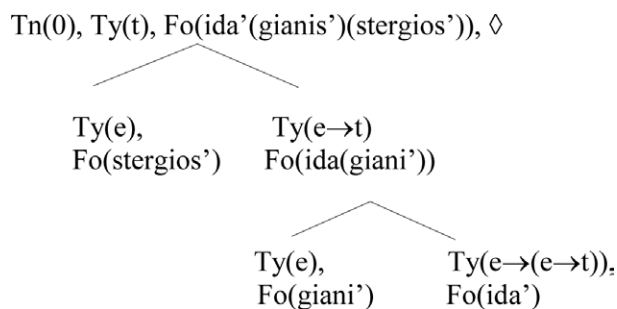 Tn(0), Ty(t), Fo(ida’(gianis’)(stergios’)), ◊
Ty(e), Ty(e→t)
Fo(stergios’) Fo(ida(giani’))
Ty(e), Ty(e→(e→t)),
Fo(giani’) Fo(ida’)